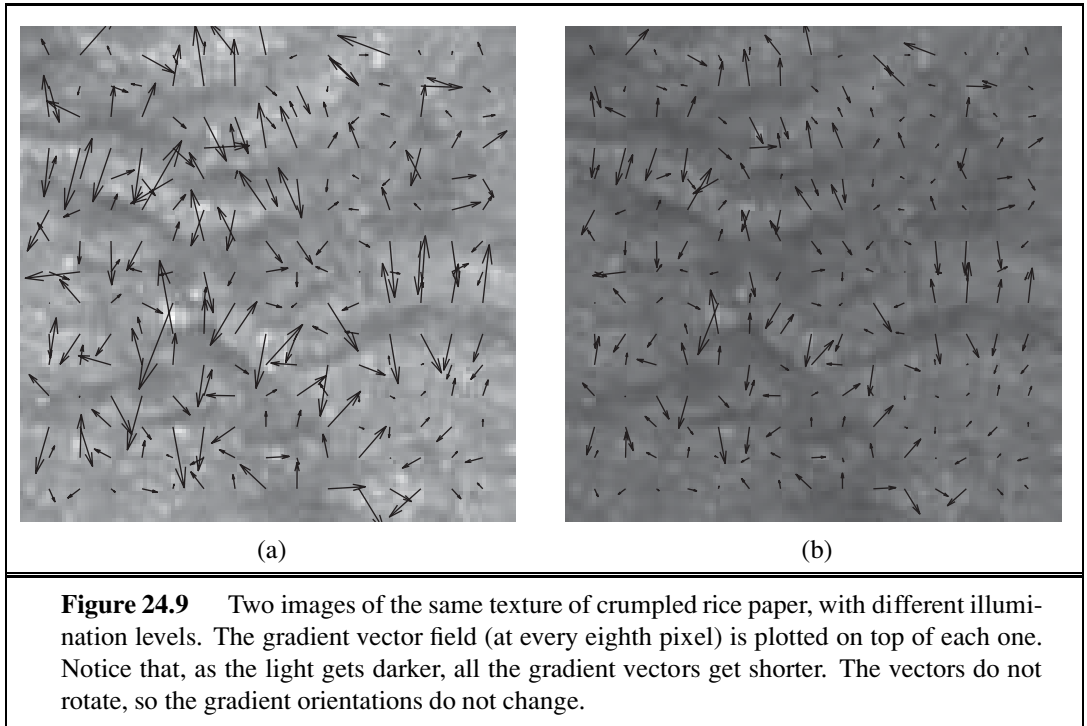 (a)
(b)
Figure 24.9 Two images of the same texture of crumpled rice paper, with different illumi-
nation levels. The gradient vector field (at every eighth pixel) is plotted on top of each one.
Notice that, as the light gets darker, all the gradient vectors get shorter. The vectors do not
rotate, so the gradient orientations do not change.